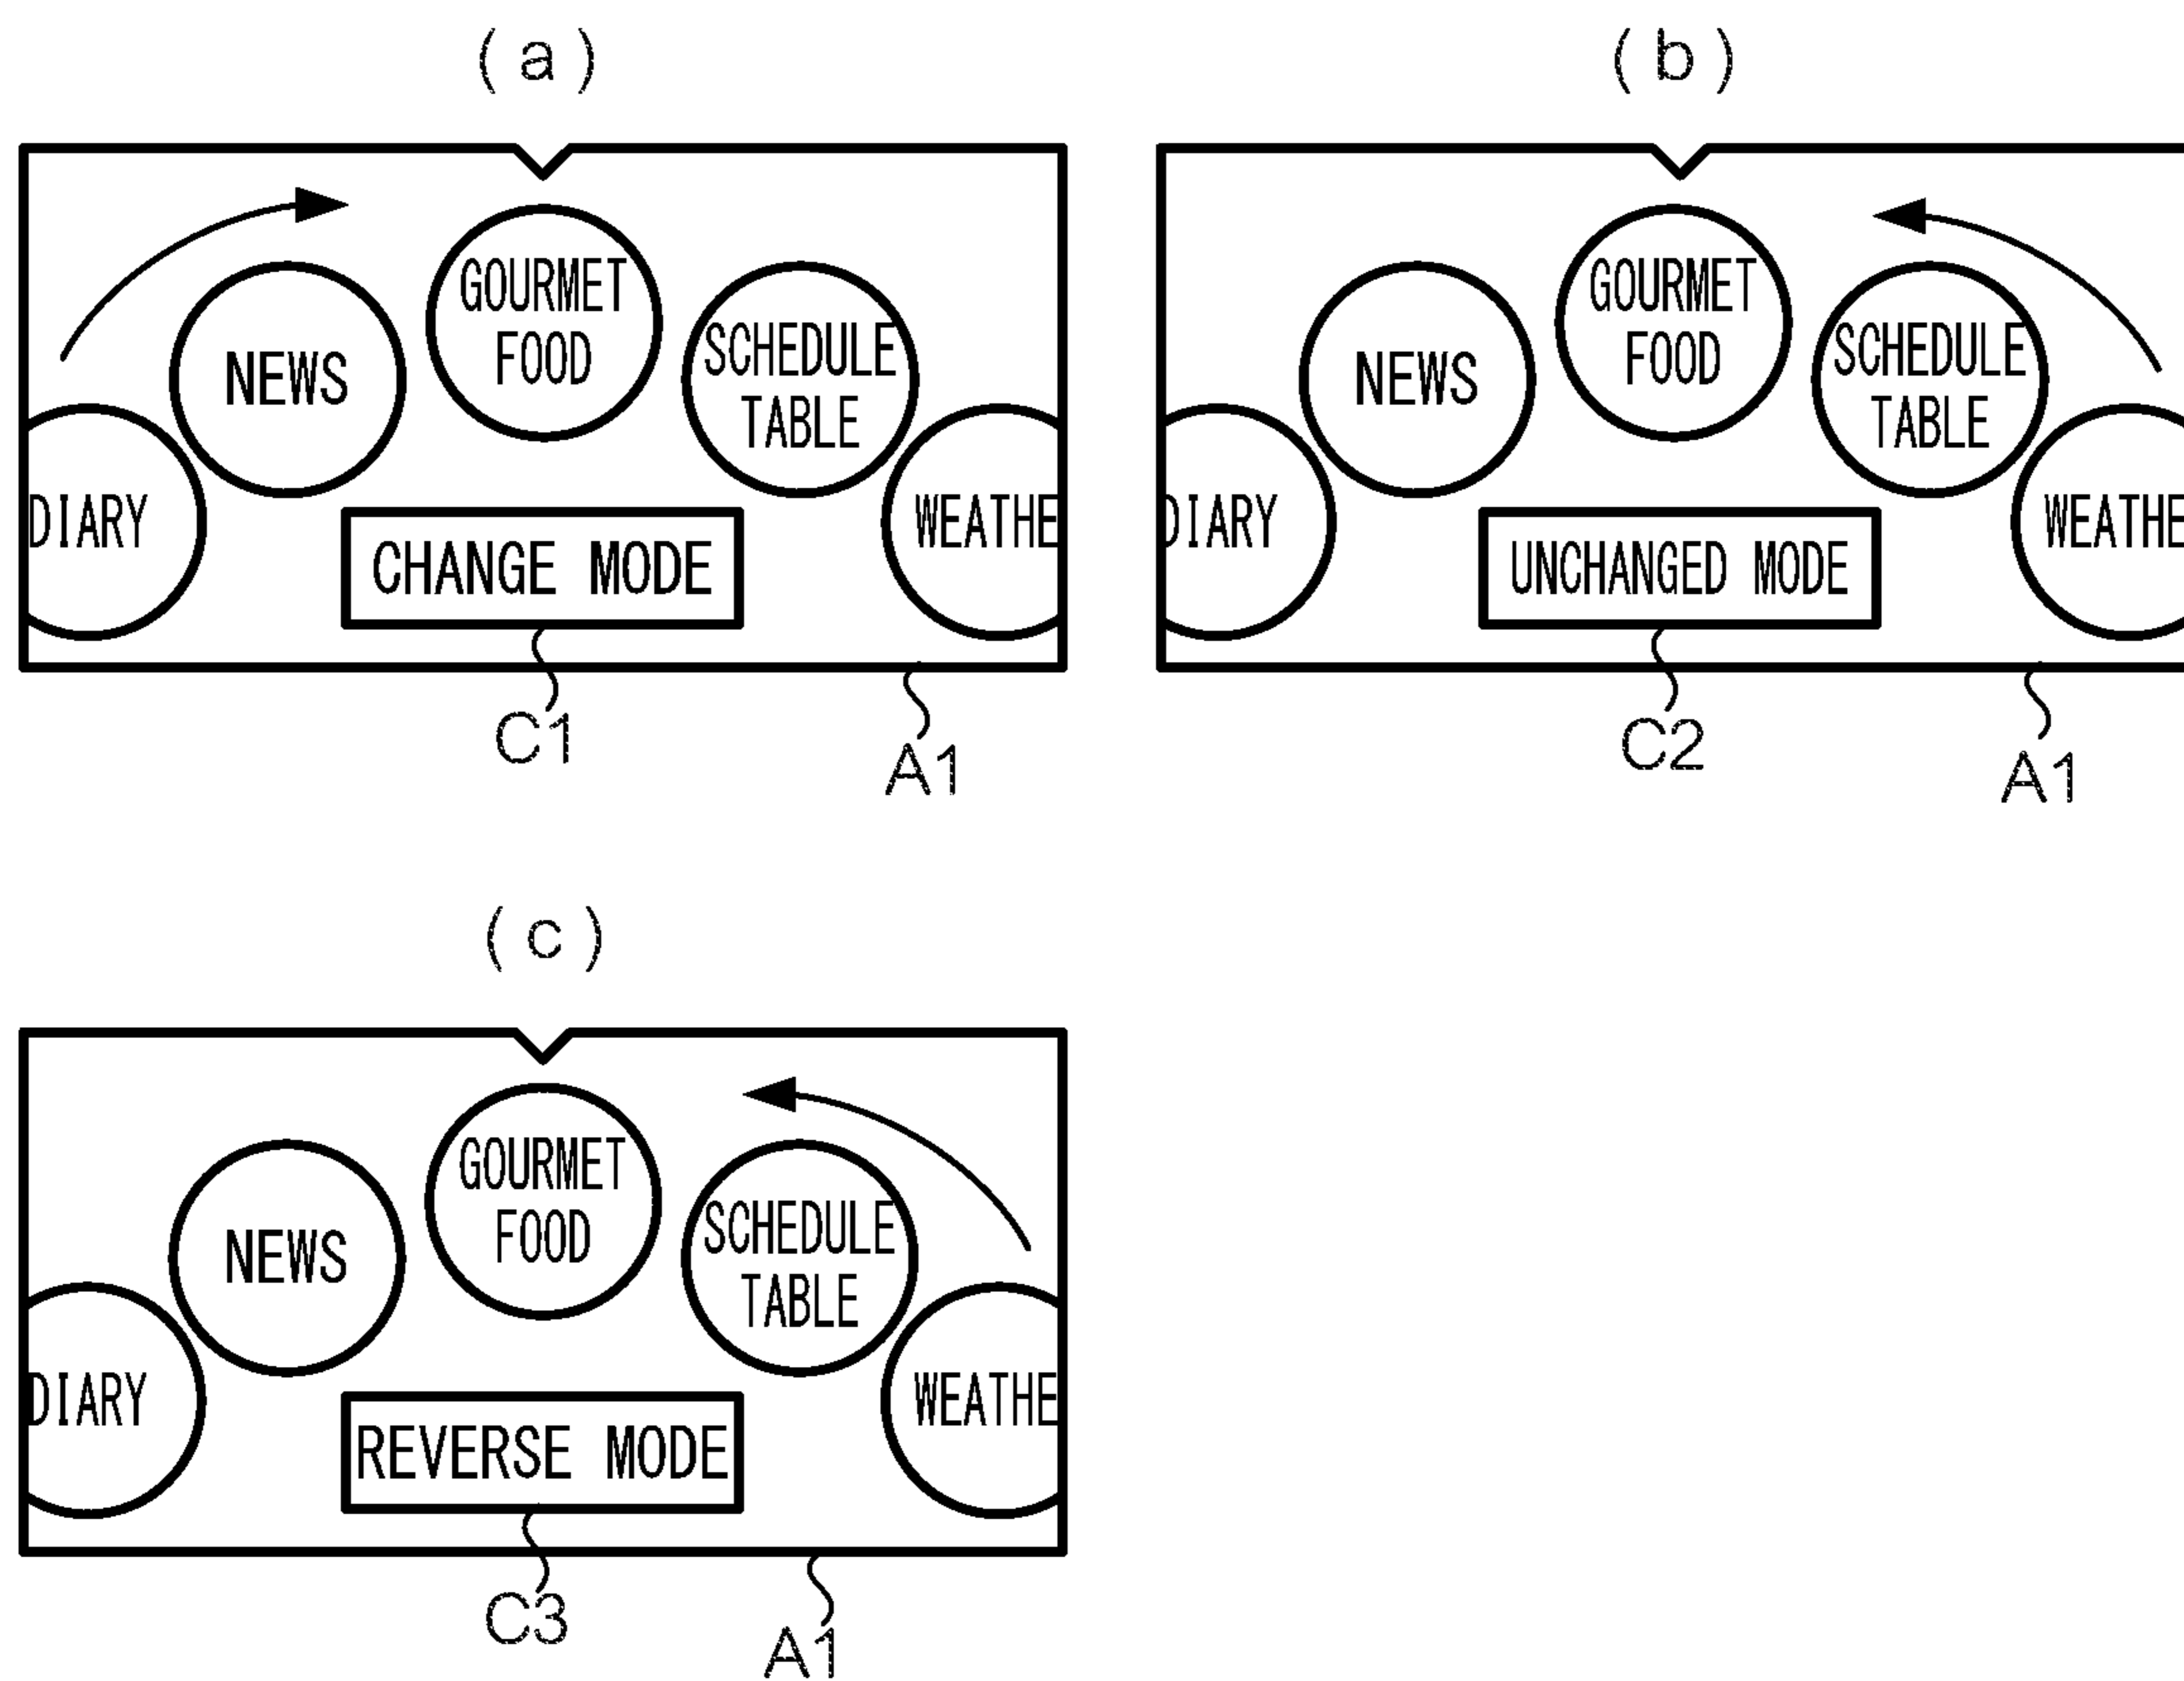 (a)
GOURMET
FOOD
NEWS
SCHEDULE
TABLE
DIARY
WEATHE
CHANGE MODE
C1
A1
(b)
GOURMET
FOOD
NEWS
SCHEDULE
TABLE
DIARY
WEATHE
UNCHANGED MODE
C2
A1
(c)
GOURMET
FOOD
NEWS
SCHEDULE
TABLE
DIARY
WEATHE
REVERSE MODE
C3
A1